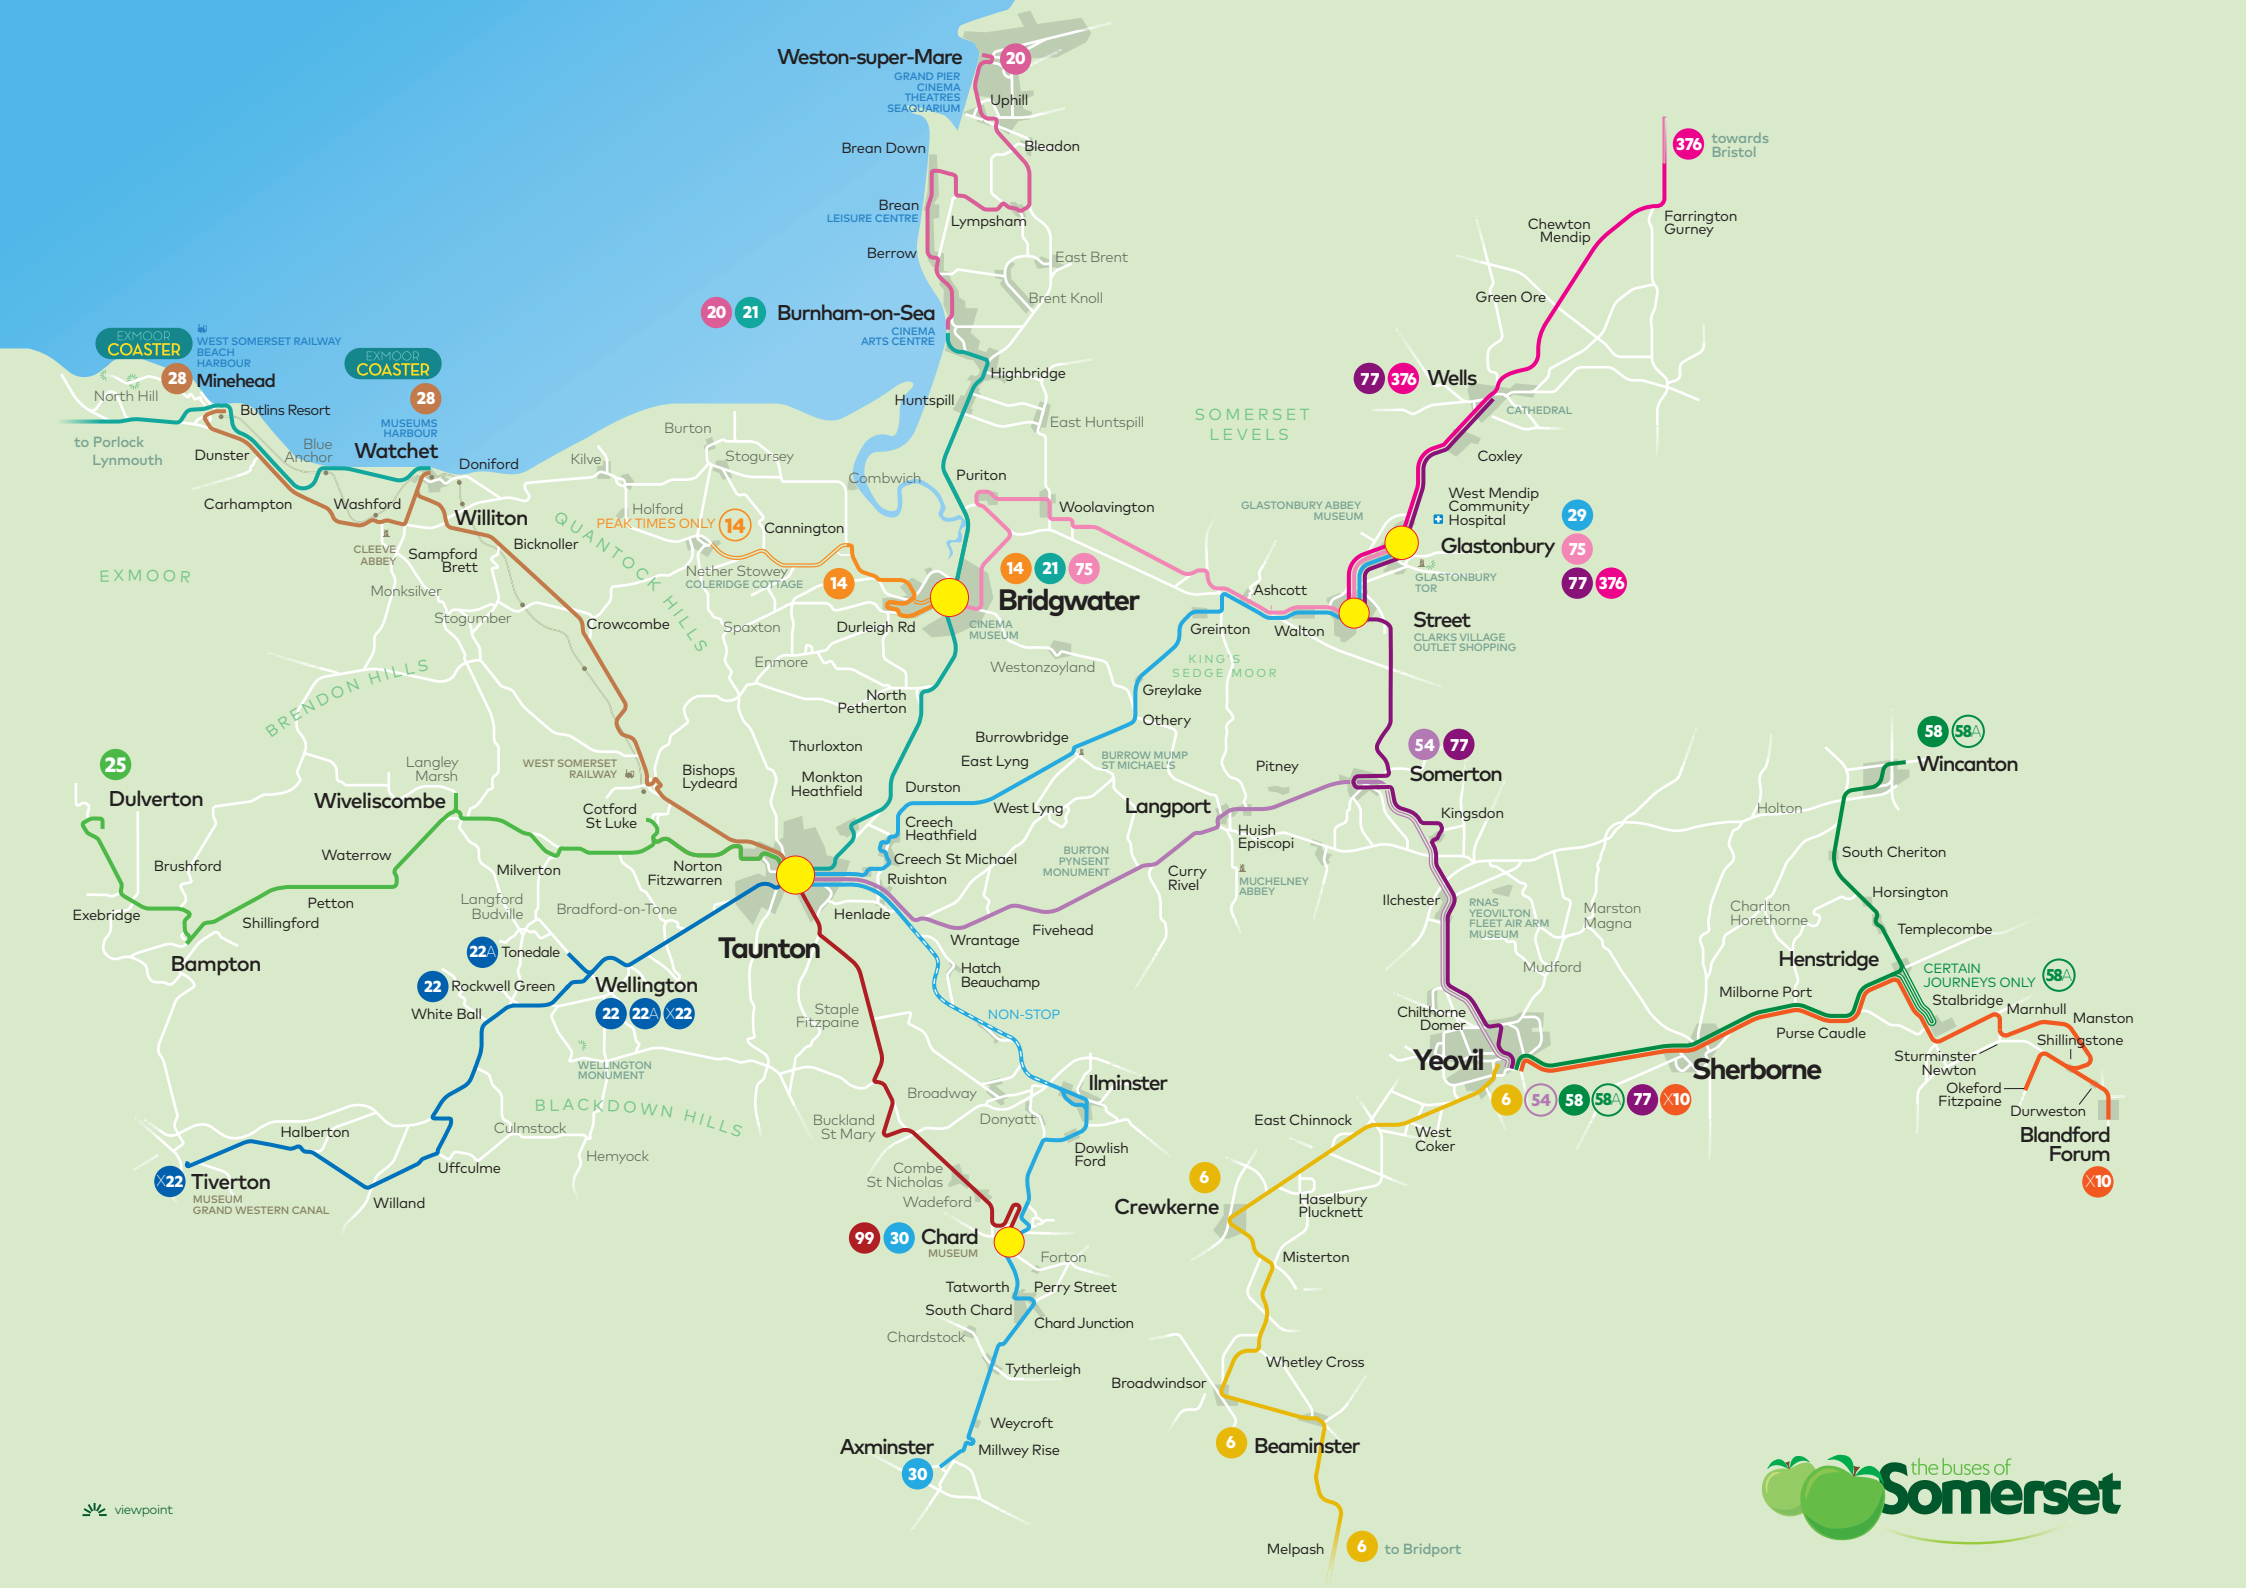 Weston-super-Mare
20
GRAND PIER
CINEMA
THEATRES
SEAQUARIUM
Uphill
Bleadon
Brean Down
Brean
LEISURE CENTRE
Lympsham
Berrow
East Brent
Brent Knoll
20
21
Burnham-on-Sea
CINEMA
ARTS CENTRE
Highbridge
Huntspill
East Huntspill
376
towards
Bristol
Farrington
Gurney
Chewton
Mendip
Green Ore
77
376
Wells
CATHEDRAL
SOMERSET
LEVELS
Coxley
West Mendip
Community
Hospital
GLASTONBURY ABBEY
MUSEUM
29
Glastonbury
75
77
376
GLASTONBURY
TOR
EXMOOR
COASTER
WEST SOMERSET RAILWAY
BEACH
HARBOUR
28
Minehead
North Hill
Butlins Resort
to Porlock
Lynmouth
EXMOOR
COASTER
28
MUSEUMS
HARBOUR
Watchet
Blue
Anchor
Dunster
Carhampton
Washford
Doniford
Williton
CLEEVE
ABBEY
Sampford
Brett
Bicknoller
EXMOOR
Monksilver
Stogumber
Crowcombe
QUANTOCK HILLS
BRENDON HILLS
Burton
Stogursey
Kilve
Holford
PEAK TIMES ONLY
14
Cannington
Combwich
Nether Stowey
COLERIDGE COTTAGE
14
Puriton
Woolavington
14
21
75
Bridgwater
CINEMA
MUSEUM
Durleigh Rd
Spaxton
Enmore
Westonzoyland
Ashcott
Greinton
Walton
Street
CLARKS VILLAGE
OUTLET SHOPPING
KING'S
SEDGE MOOR
Greylake
Othery
North
Petherton
Thurloxton
Monkton
Heathfield
Burrowbridge
East Lyng
BURROW MUMP
ST MICHAEL'S
Durston
West Lyng
Creech
Heathfield
Creech St Michael
Ruishton
Henlade
Langport
Pitney
Huish
Episcopi
BURTON
PYNSENT
MONUMENT
MUCHELNEY
ABBEY
Curry
Rivel
Fivehead
Wrantage
54
77
Somerton
Kingsdon
Ilchester
RNAS
YEOVILTON
FLEET AIR ARM
MUSEUM
Marston
Magna
Mudford
Chilthorne
Domer
Yeovil
6
54
58
58A
77
X10
25
Dulverton
Brushford
Exebridge
Bampton
Shillingford
Petton
Waterrow
Wiveliscombe
Langley
Marsh
WEST SOMERSET
RAILWAY
Bishops
Lydeard
Cotford
St Luke
Milverton
Norton
Fitzwarren
Langford
Budville
Bradford-on-Tone
Taunton
22A
Tonedale
22
Rockwell Green
Wellington
22
22A
X22
White Ball
WELLINGTON
MONUMENT
BLACKDOWN HILLS
Culmstock
Hemyock
Halberton
Uffculme
X22
Tiverton
MUSEUM
GRAND WESTERN CANAL
Willand
Hatch
Beauchamp
NON-STOP
Staple
Fitzpaine
Broadway
Donyatt
Ilminster
Dowlish
Ford
Buckland
St Mary
Combe
St Nicholas
Wadeford
99
30
Chard
MUSEUM
Forton
Tatworth
Perry Street
South Chard
Chard Junction
Chardstock
Tytherleigh
Weycroft
Millwey Rise
Axminster
30
East Chinnock
West
Coker
6
Crewkerne
Haselbury
Plucknett
Misterton
Whetley Cross
Broadwindsor
6
Beaminster
Melpash
6
to Bridport
58
58A
Wincanton
Holton
South Cheriton
Horsington
Charlton
Horethorne
Templecombe
Henstridge
CERTAIN
JOURNEYS ONLY
58A
Stalbridge
Milborne Port
Purse Caudle
Sherborne
Marnhull
Manston
Shillingstone
Sturminster
Newton
Okeford
Fitzpaine
Durweston
Blandford
Forum
X10
viewpoint
the buses of
Somerset